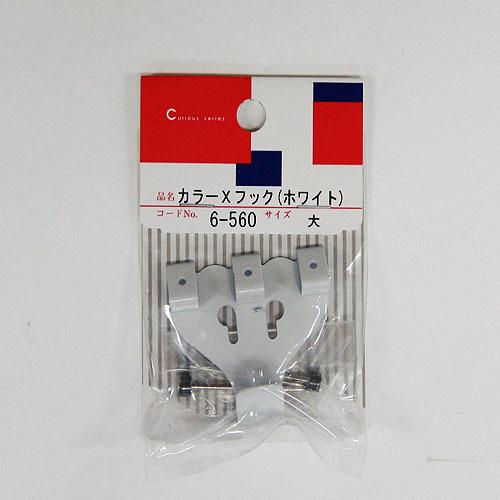 Curious series
品名 カラーXフック(ホワイト)
コードNo. 6-560 サイズ 大